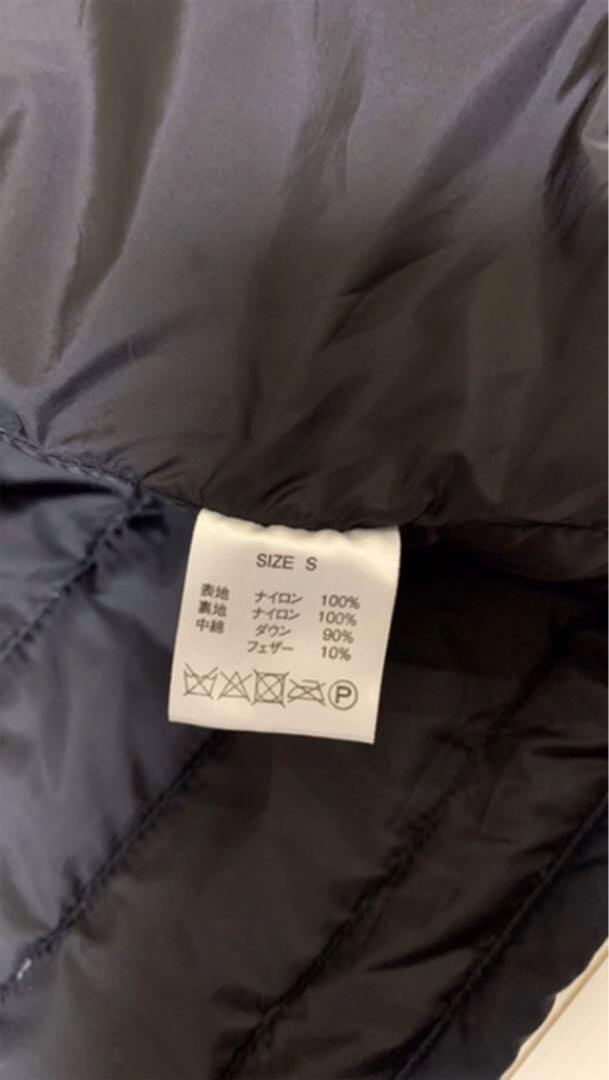 SIZE S
表地 ナイロン 100%
裏地 ナイロン 100%
中綿 ダウン 90%
フェザー 10%
P